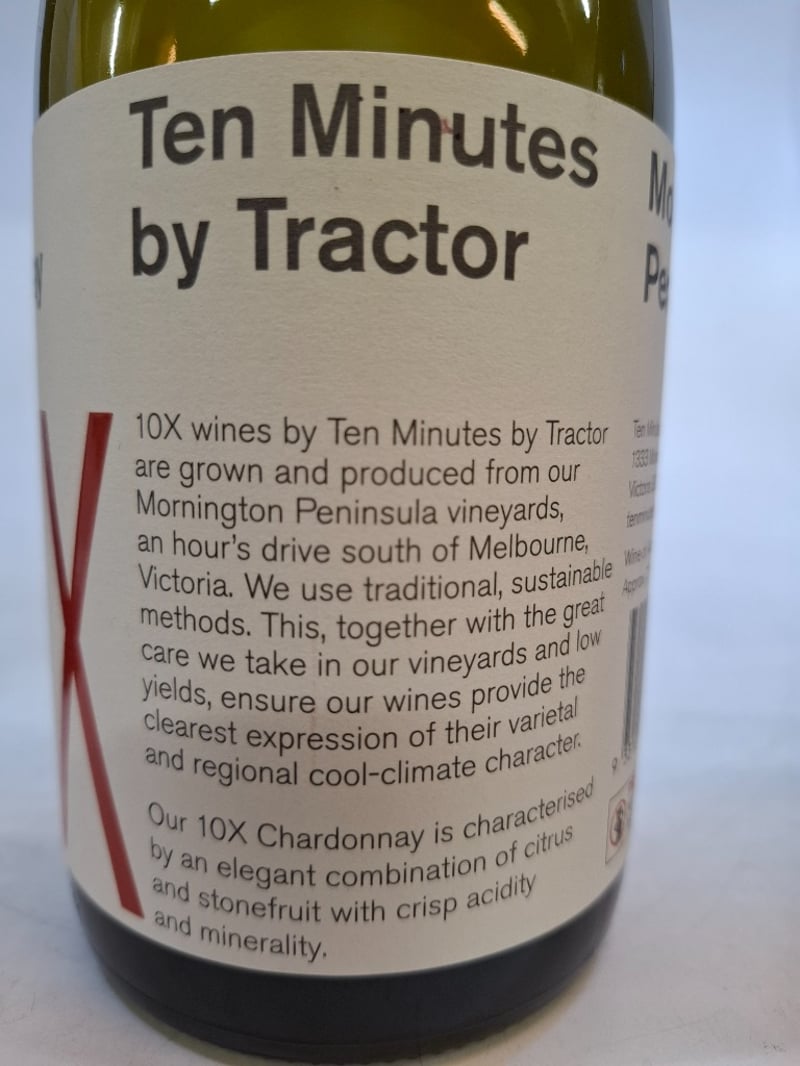 Ten Minutes
by Tractor
10X wines by Ten Minutes by Tractor
are grown and produced from our
Mornington Peninsula vineyards,
an hour's drive south of Melbourne,
Victoria. We use traditional, sustainable
methods. This, together with the great
care we take in our vineyards and low
yields, ensure our wines provide the
clearest expression of their varietal
and regional cool-climate character.
Our 10X Chardonnay is characterised
by an elegant combination of citrus
and stonefruit with crisp acidity
and minerality.
X
Ten
1333